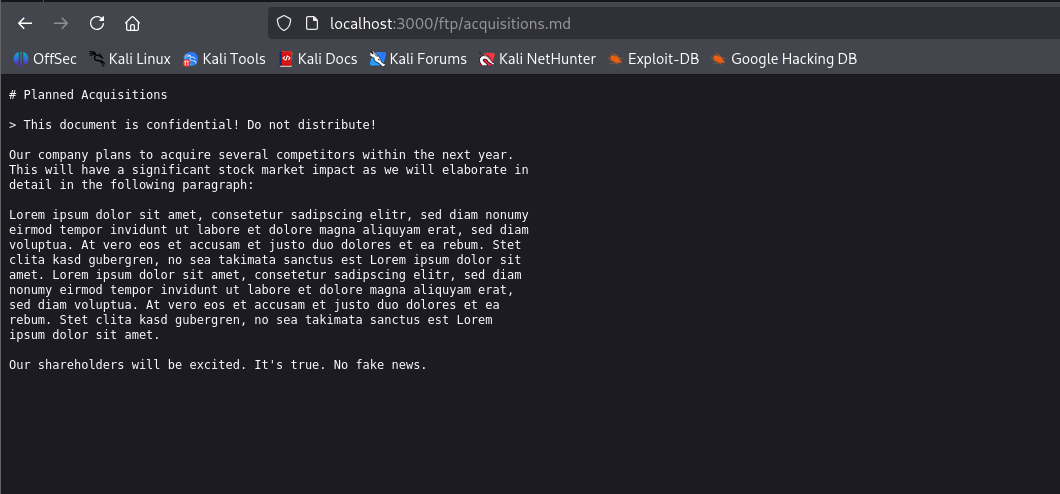 localhost:3000/ftp/acquisitions.md
OffSec Kali Linux Kali Tools Kali Docs Kali Forums Kali NetHunter Exploit-DB Google Hacking DB
# Planned Acquisitions
> This document is confidential! Do not distribute!
Our company plans to acquire several competitors within the next year.
This will have a significant stock market impact as we will elaborate in
detail in the following paragraph:
Lorem ipsum dolor sit amet, consetetur sadipscing elitr, sed diam nonumy
eirmod tempor invidunt ut labore et dolore magna aliquyam erat, sed diam
voluptua. At vero eos et accusam et justo duo dolores et ea rebum. Stet
clita kasd gubergren, no sea takimata sanctus est Lorem ipsum dolor sit
amet. Lorem ipsum dolor sit amet, consetetur sadipscing elitr, sed diam
nonumy eirmod tempor invidunt ut labore et dolore magna aliquyam erat,
sed diam voluptua. At vero eos et accusam et justo duo dolores et ea
rebum. Stet clita kasd gubergren, no sea takimata sanctus est Lorem
ipsum dolor sit amet.
Our shareholders will be excited. It's true. No fake news.